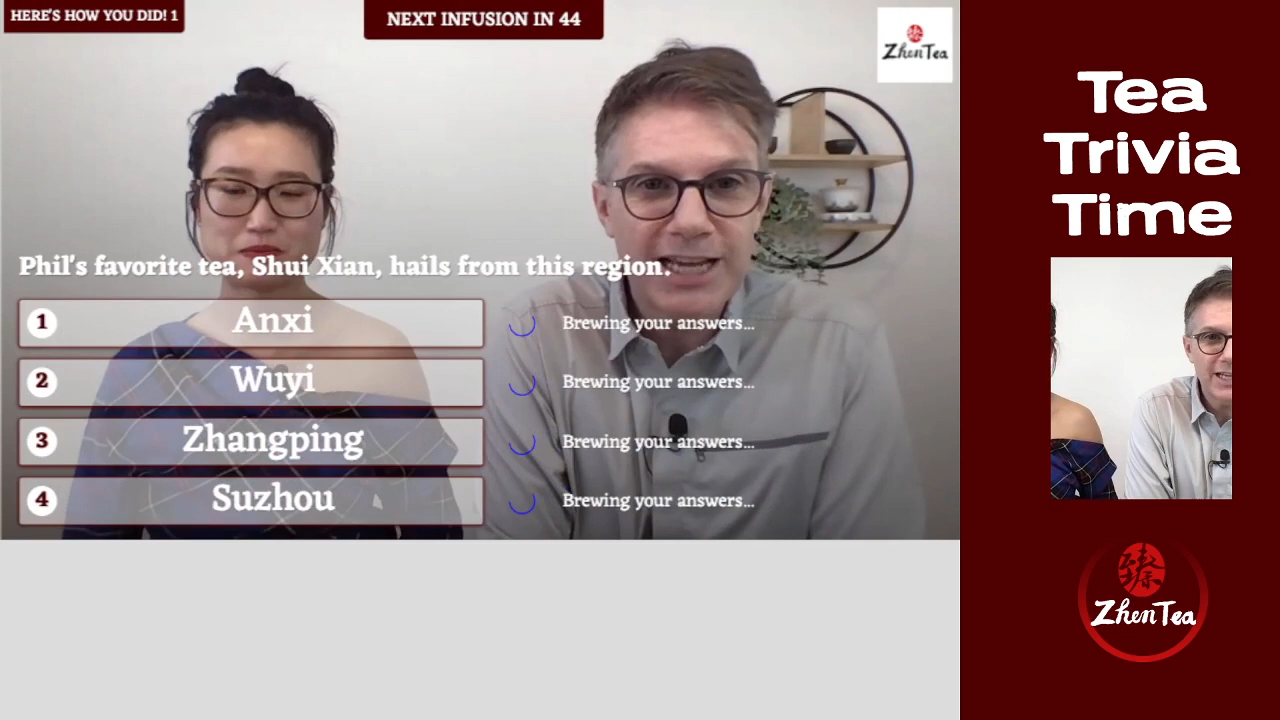 HERE'S HOW YOU DID! 1
NEXT INFUSION IN 44
ZhenTea
Tea
Trivia
Time
Phil's favorite tea, Shui Xian, hails from this region.
1 Anxi Brewing your answers...
2 Wuyi Brewing your answers...
3 Zhangping Brewing your answers...
4 Suzhou Brewing your answers...
臻
ZhenTea